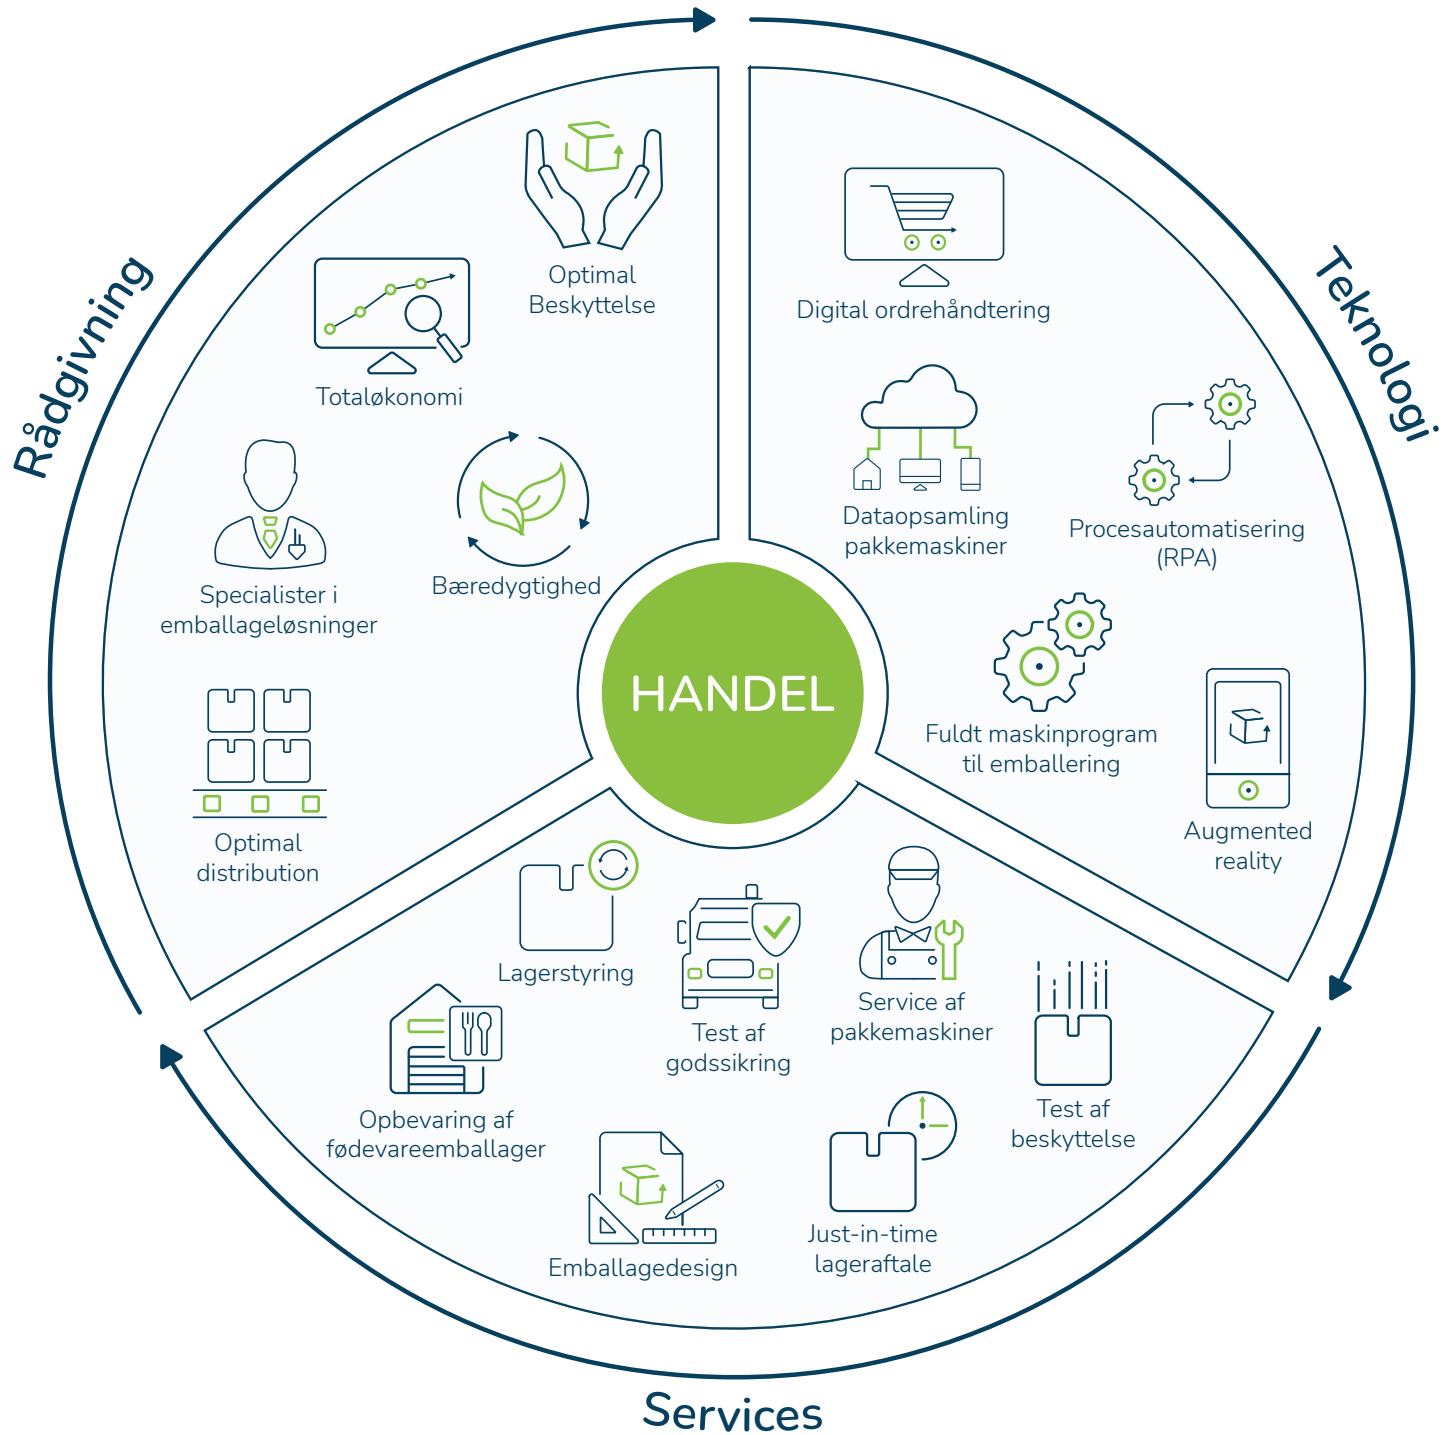 Rådgivning
Optimal
Beskyttelse
Totaløkonomi
Specialister i
emballageløsninger
Bæredygtighed
Optimal
distribution
Teknologi
Digital ordrehåndtering
Dataopsamling
pakkemaskiner
Procesautomatisering
(RPA)
Fuldt maskinprogram
til emballering
Augmented
reality
HANDEL
Lagerstyring
Test af
godssikring
Service af
pakkemaskiner
Opbevaring af
fødevareemballager
Test af
beskyttelse
Emballagedesign
Just-in-time
lageraftale
Services